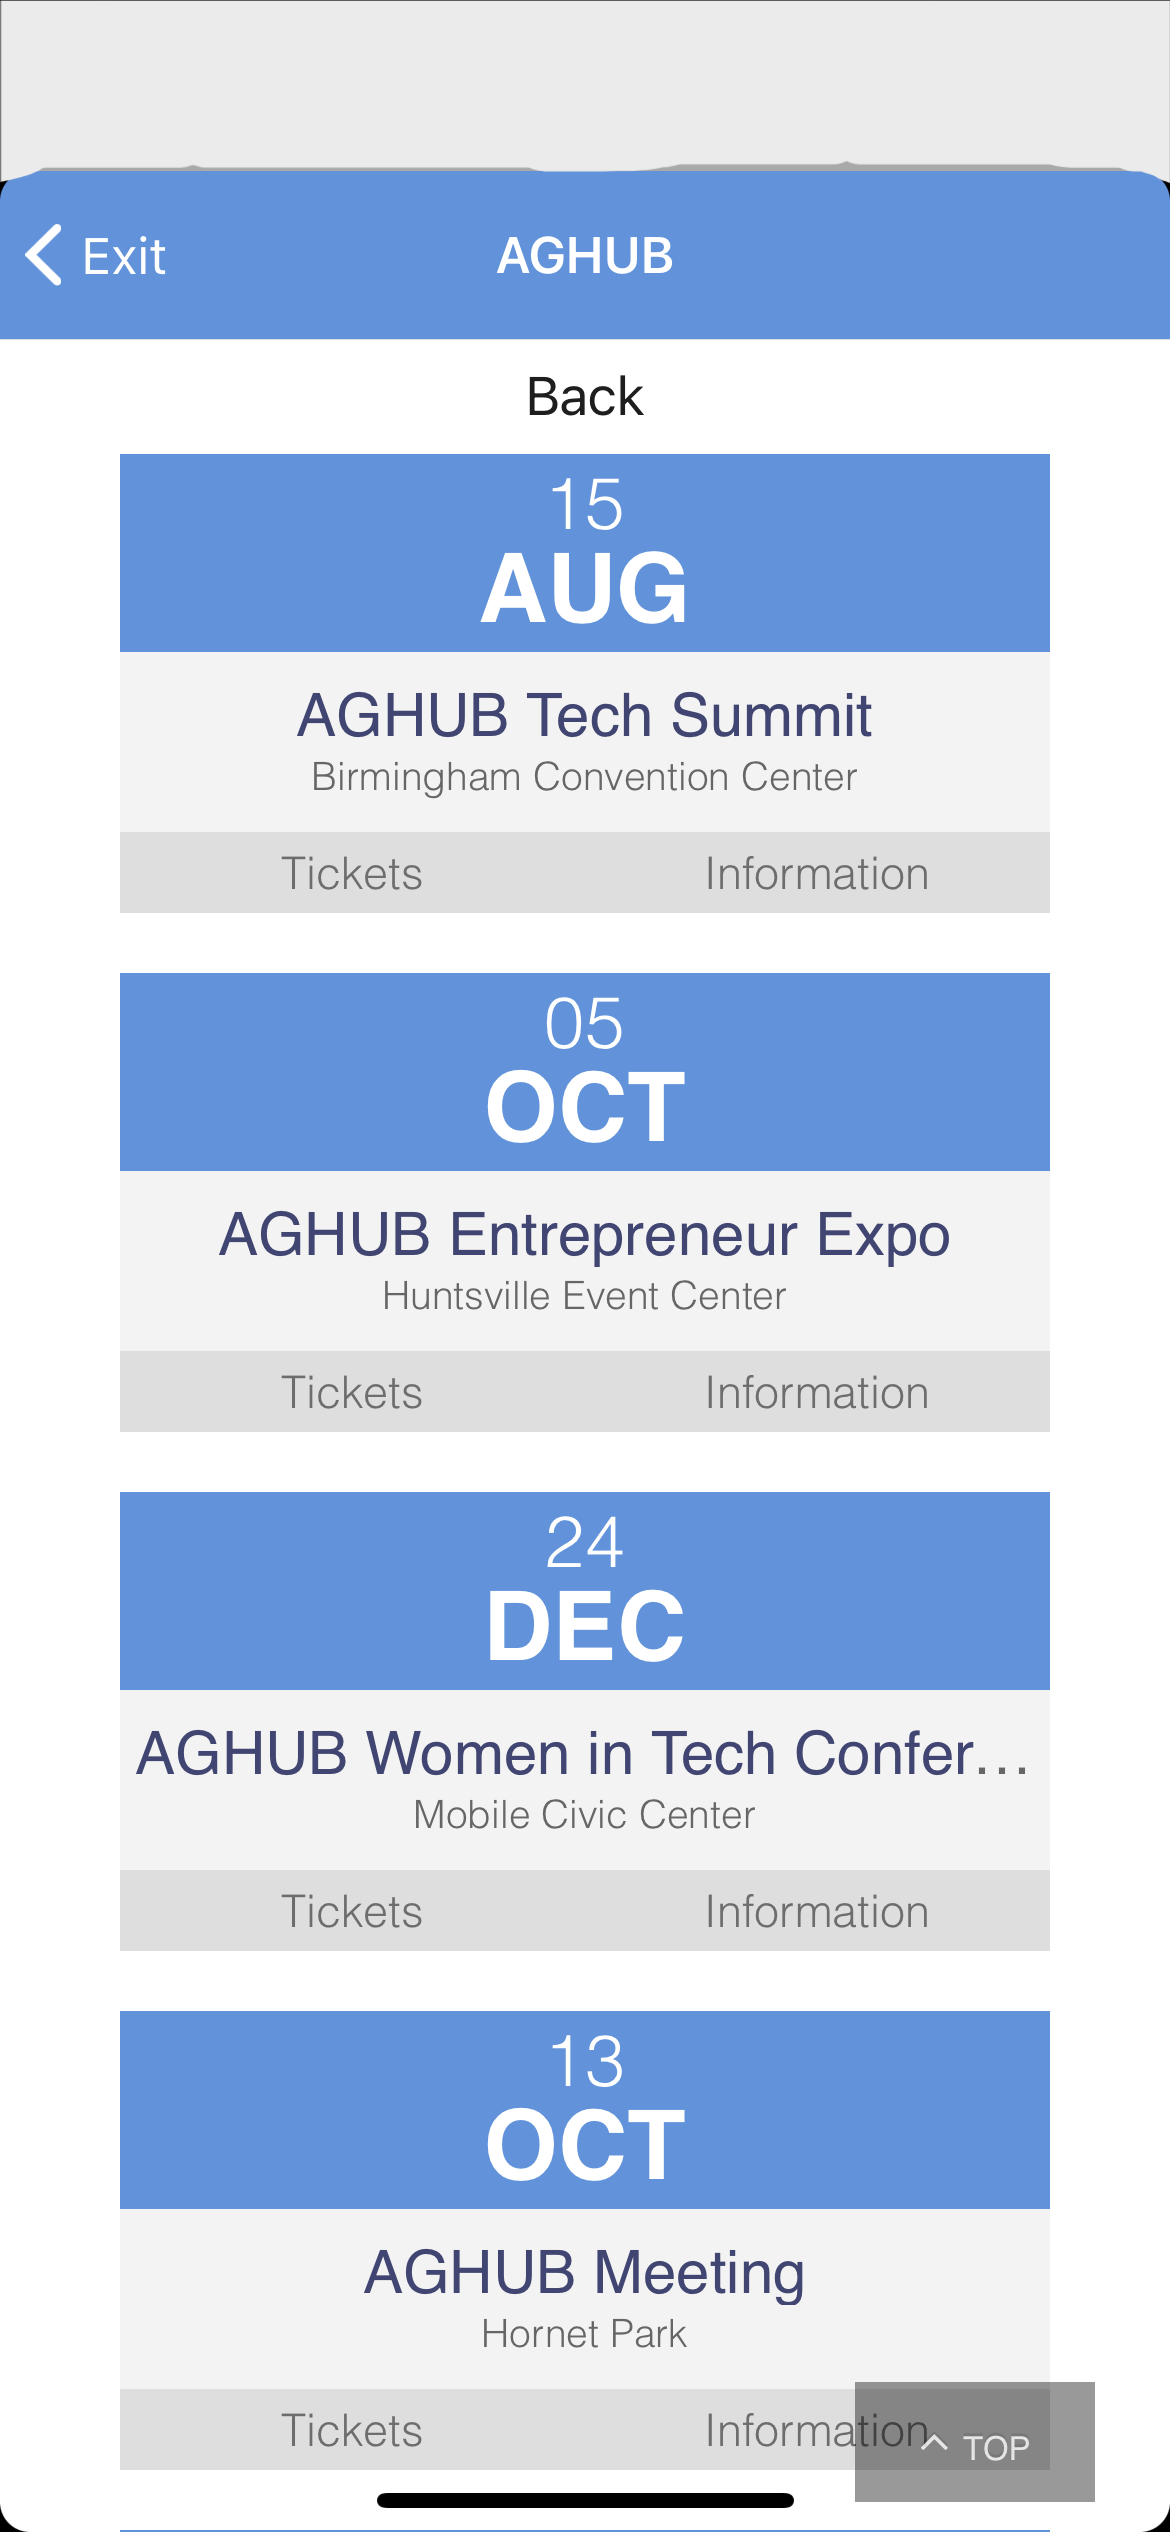 Exit
AGHUB
Back
15
AUG
AGHUB Tech Summit
Birmingham Convention Center
Tickets Information
05
OCT
AGHUB Entrepreneur Expo
Huntsville Event Center
Tickets Information
24
DEC
AGHUB Women in Tech Confer...
Mobile Civic Center
Tickets Information
13
OCT
AGHUB Meeting
Hornet Park
Tickets Information
TOP